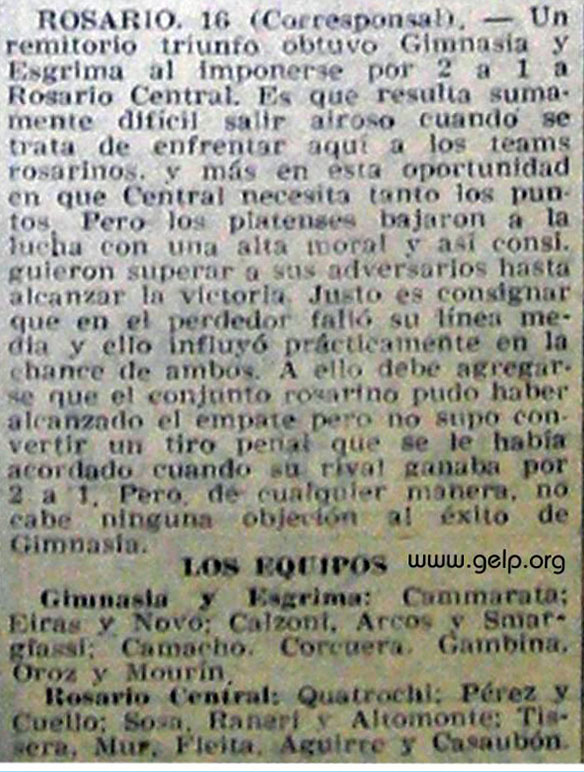 ROSARIO. 16 (Corresponsal). — Un
remitorio triunfo obtuvo Gimnasia y
Esgrima al imponerse por 2 a 1 a
Rosario Central. Es que resulta suma-
mente difícil salir airoso cuando se
trata de enfrentar aquí a los teams
rosarinos. y más en esta oportunidad
en que Central necesita tanto los pun-
tos. Pero los platenses bajaron a la
lucha con una alta moral y así consi.
guieron superar a sus adversarios hasta
alcanzar la victoria. Justo es consignar
que en el perdedor falló su línea me-
dia y ello influyó prácticamente en la
chance de ambos. A ello debe agregar-
se que el conjunto rosarino pudo haber
alcanzado el empate pero no supo con-
vertir un tiro penal que se le había
acordado cuando su rival ganaba por
2 a 1. Pero, de cualquier manera, no
cabe ninguna objeción al éxito de
Gimnasia.
LOS EQUIPOS www.gelp.org
Gimnasia y Esgrima: Cammarata;
Eiras y Novo; Calzoni, Arcos y Smar-
giassi; Camacho. Corcuera. Gambina.
Oroz y Mourín.
Rosario Central: Quatrochi; Pérez y
Cuello; Sosa, Raneri y Altomonte; Tis-
sera, Mur, Fleita, Aguirre y Casaubón.